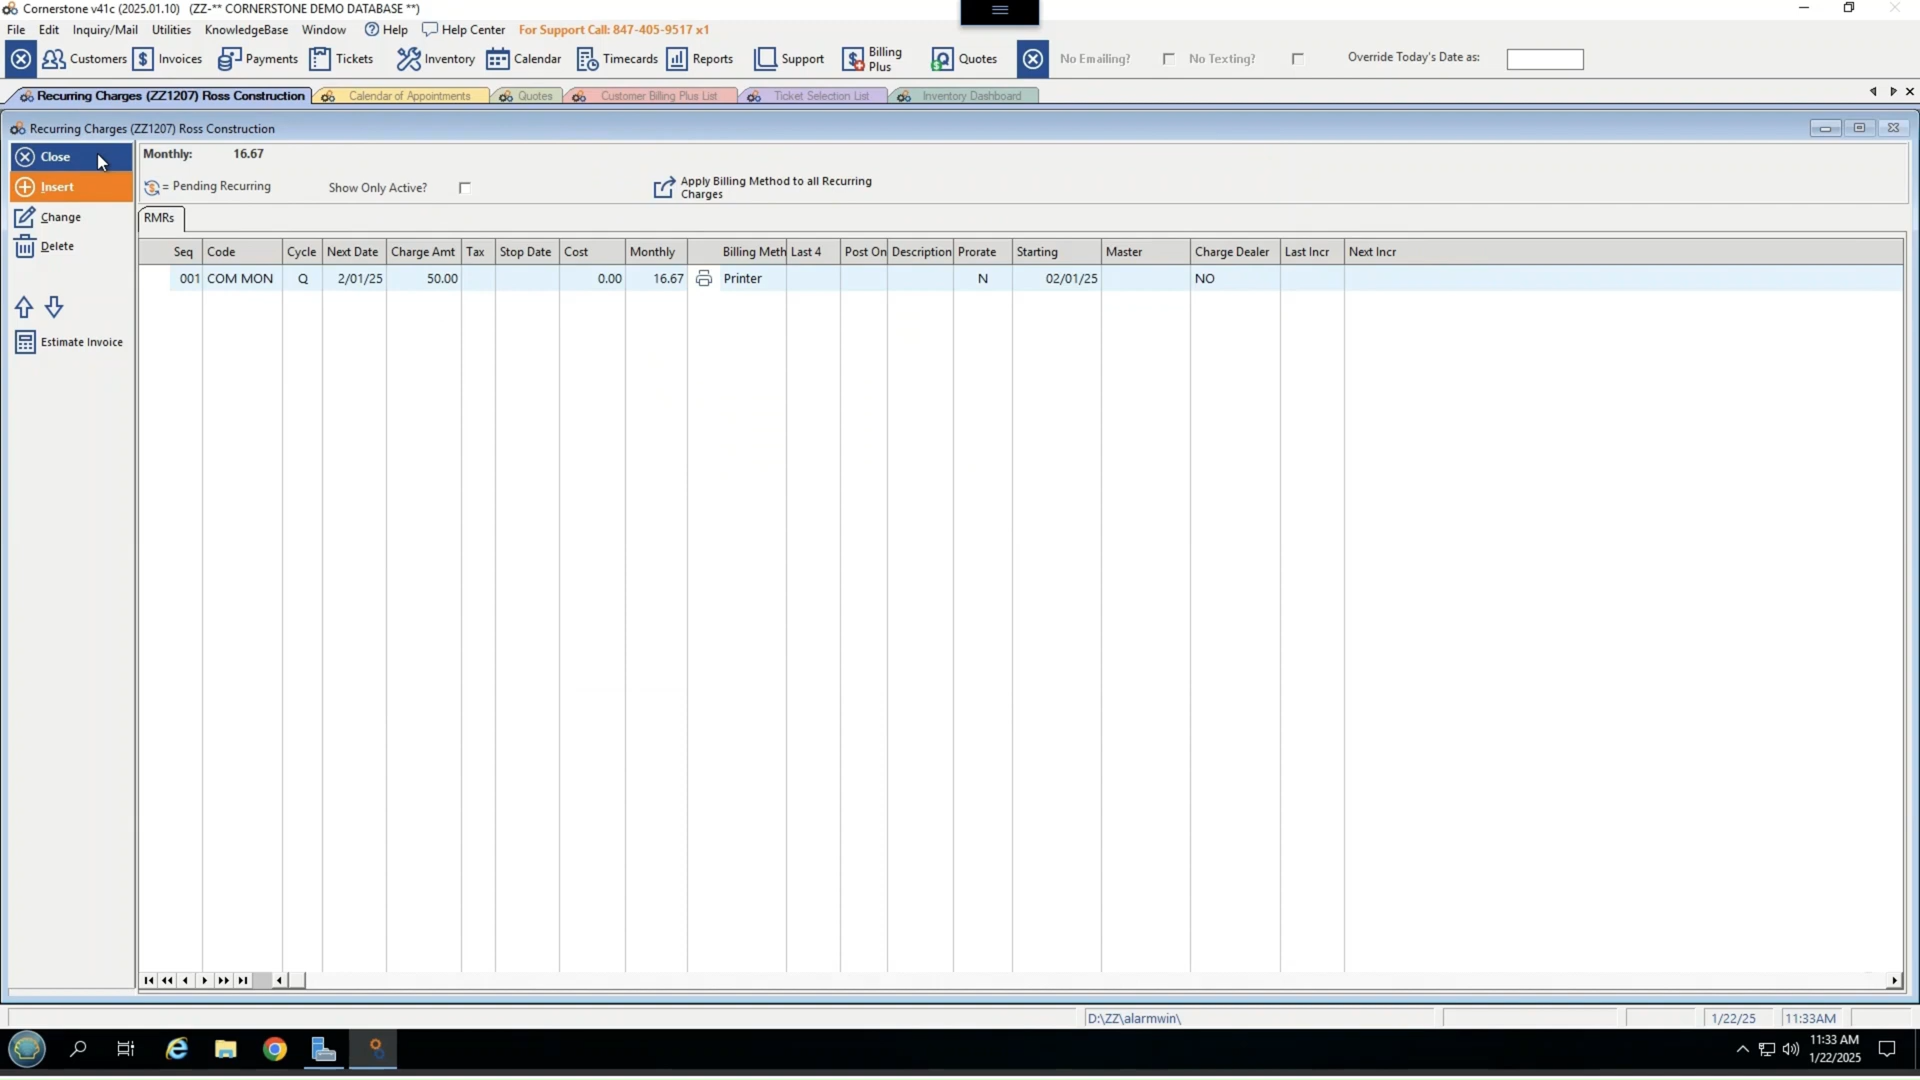 Cornerstone v41c (2025.01.10) (ZZ-** CORNERSTONE DEMO DATABASE **)
File Edit Inquiry/Mail Utilities KnowledgeBase Window Help Help Center For Support Call: 847-405-9517 x1
Customers Invoices Payments Tickets Inventory Calendar Timecards Reports Support Billing Plus Quotes No Emailing? No Texting? Override Today's Date as:
Recurring Charges (ZZ1207) Ross Construction Calendar of Appointments Quotes Customer Billing Plus List Ticket Selection List Inventory Dashboard
Recurring Charges (ZZ1207) Ross Construction
Close
Insert
Change
Delete
Estimate Invoice
Monthly: 16.67
= Pending Recurring Show Only Active? Apply Billing Method to all Recurring
Charges
RMRs
Seq Code Cycle Next Date Charge Amt Tax Stop Date Cost Monthly Billing Meth Last 4 Post On Description Prorate Starting Master Charge Dealer Last Incr Next Incr
001 COM MON Q 2/01/25 50.00 0.00 16.67 Printer N 02/01/25 NO
D:\ZZ\alarmwin\ 1/22/25 11:33AM
11:33 AM
1/22/2025